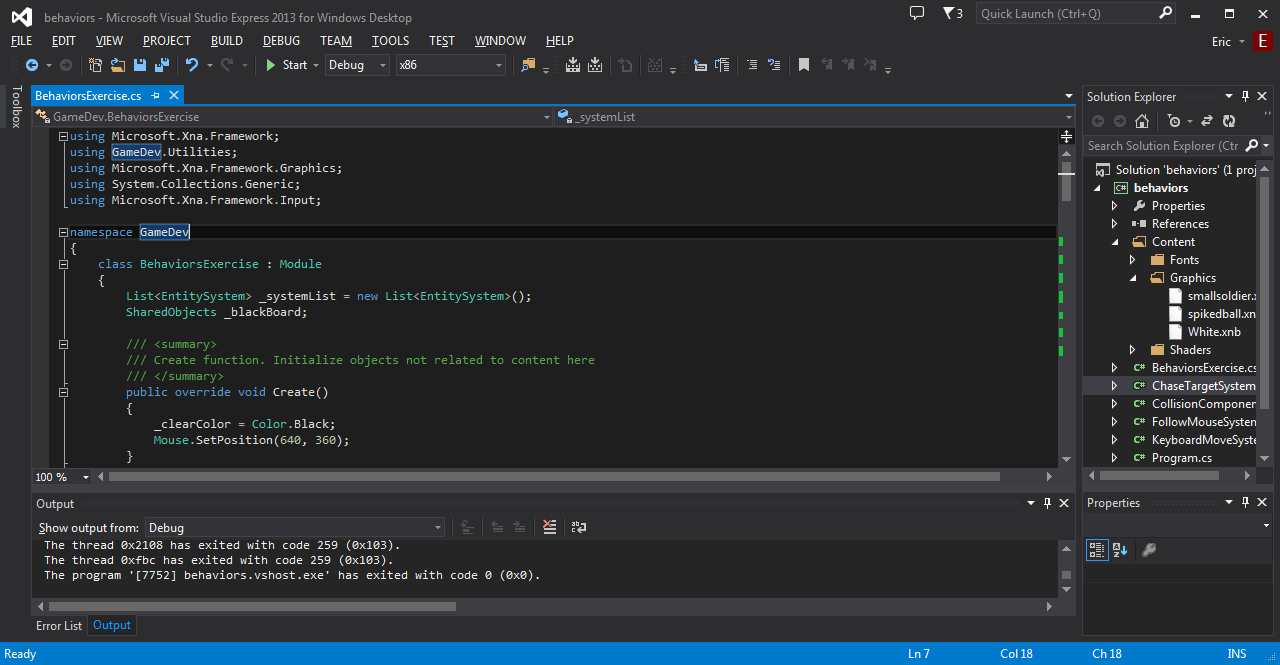 behaviors - Microsoft Visual Studio Express 2013 for Windows Desktop
3
Quick Launch (Ctrl+Q)
FILE EDIT VIEW PROJECT BUILD DEBUG TEAM TOOLS TEST WINDOW HELP
Eric E
Start Debug x86
Toolbox
BehaviorsExercise.cs
GameDev.BehaviorsExercise
_systemList
using Microsoft.Xna.Framework;
using GameDev.Utilities;
using Microsoft.Xna.Framework.Graphics;
using System.Collections.Generic;
using Microsoft.Xna.Framework.Input;
namespace GameDev
{
class BehaviorsExercise : Module
{
List<EntitySystem> _systemList = new List<EntitySystem>();
SharedObjects _blackBoard;
/// <summary>
/// Create function. Initialize objects not related to content here
/// </summary>
public override void Create()
{
_clearColor = Color.Black;
Mouse.SetPosition(640, 360);
}
100 %
Output
Show output from: Debug
The thread 0x2108 has exited with code 259 (0x103).
The thread 0xfbc has exited with code 259 (0x103).
The program '[7752] behaviors.vshost.exe' has exited with code 0 (0x0).
Error List Output
Solution Explorer
Search Solution Explorer (Ctr
Solution 'behaviors' (1 proj
C# behaviors
Properties
References
Content
Fonts
Graphics
smallsoldier.x
spikedball.xn
White.xnb
Shaders
C# BehaviorsExercise.cs
C# ChaseTargetSystem
C# CollisionComponen
C# FollowMouseSystem
C# KeyboardMoveSyste
C# Program.cs
Properties
Ready
Ln 7
Col 18
Ch 18
INS